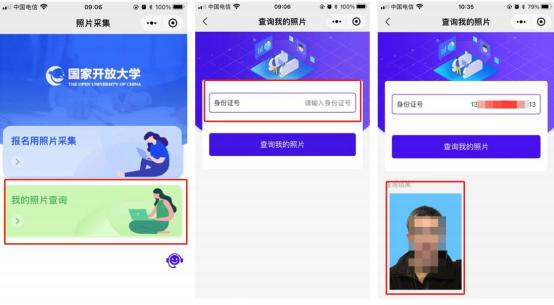 中国电信 09:06 100%
照片采集
国家开放大学
THE OPEN UNIVERSITY OF CHINA
报名用照片采集
我的照片查询
中国电信 09:06 100%
查询我的照片
身份证号 请输入身份证号
查询我的照片
中国电信 10:35 79%
查询我的照片
身份证号 13 13
查询我的照片
查询结果